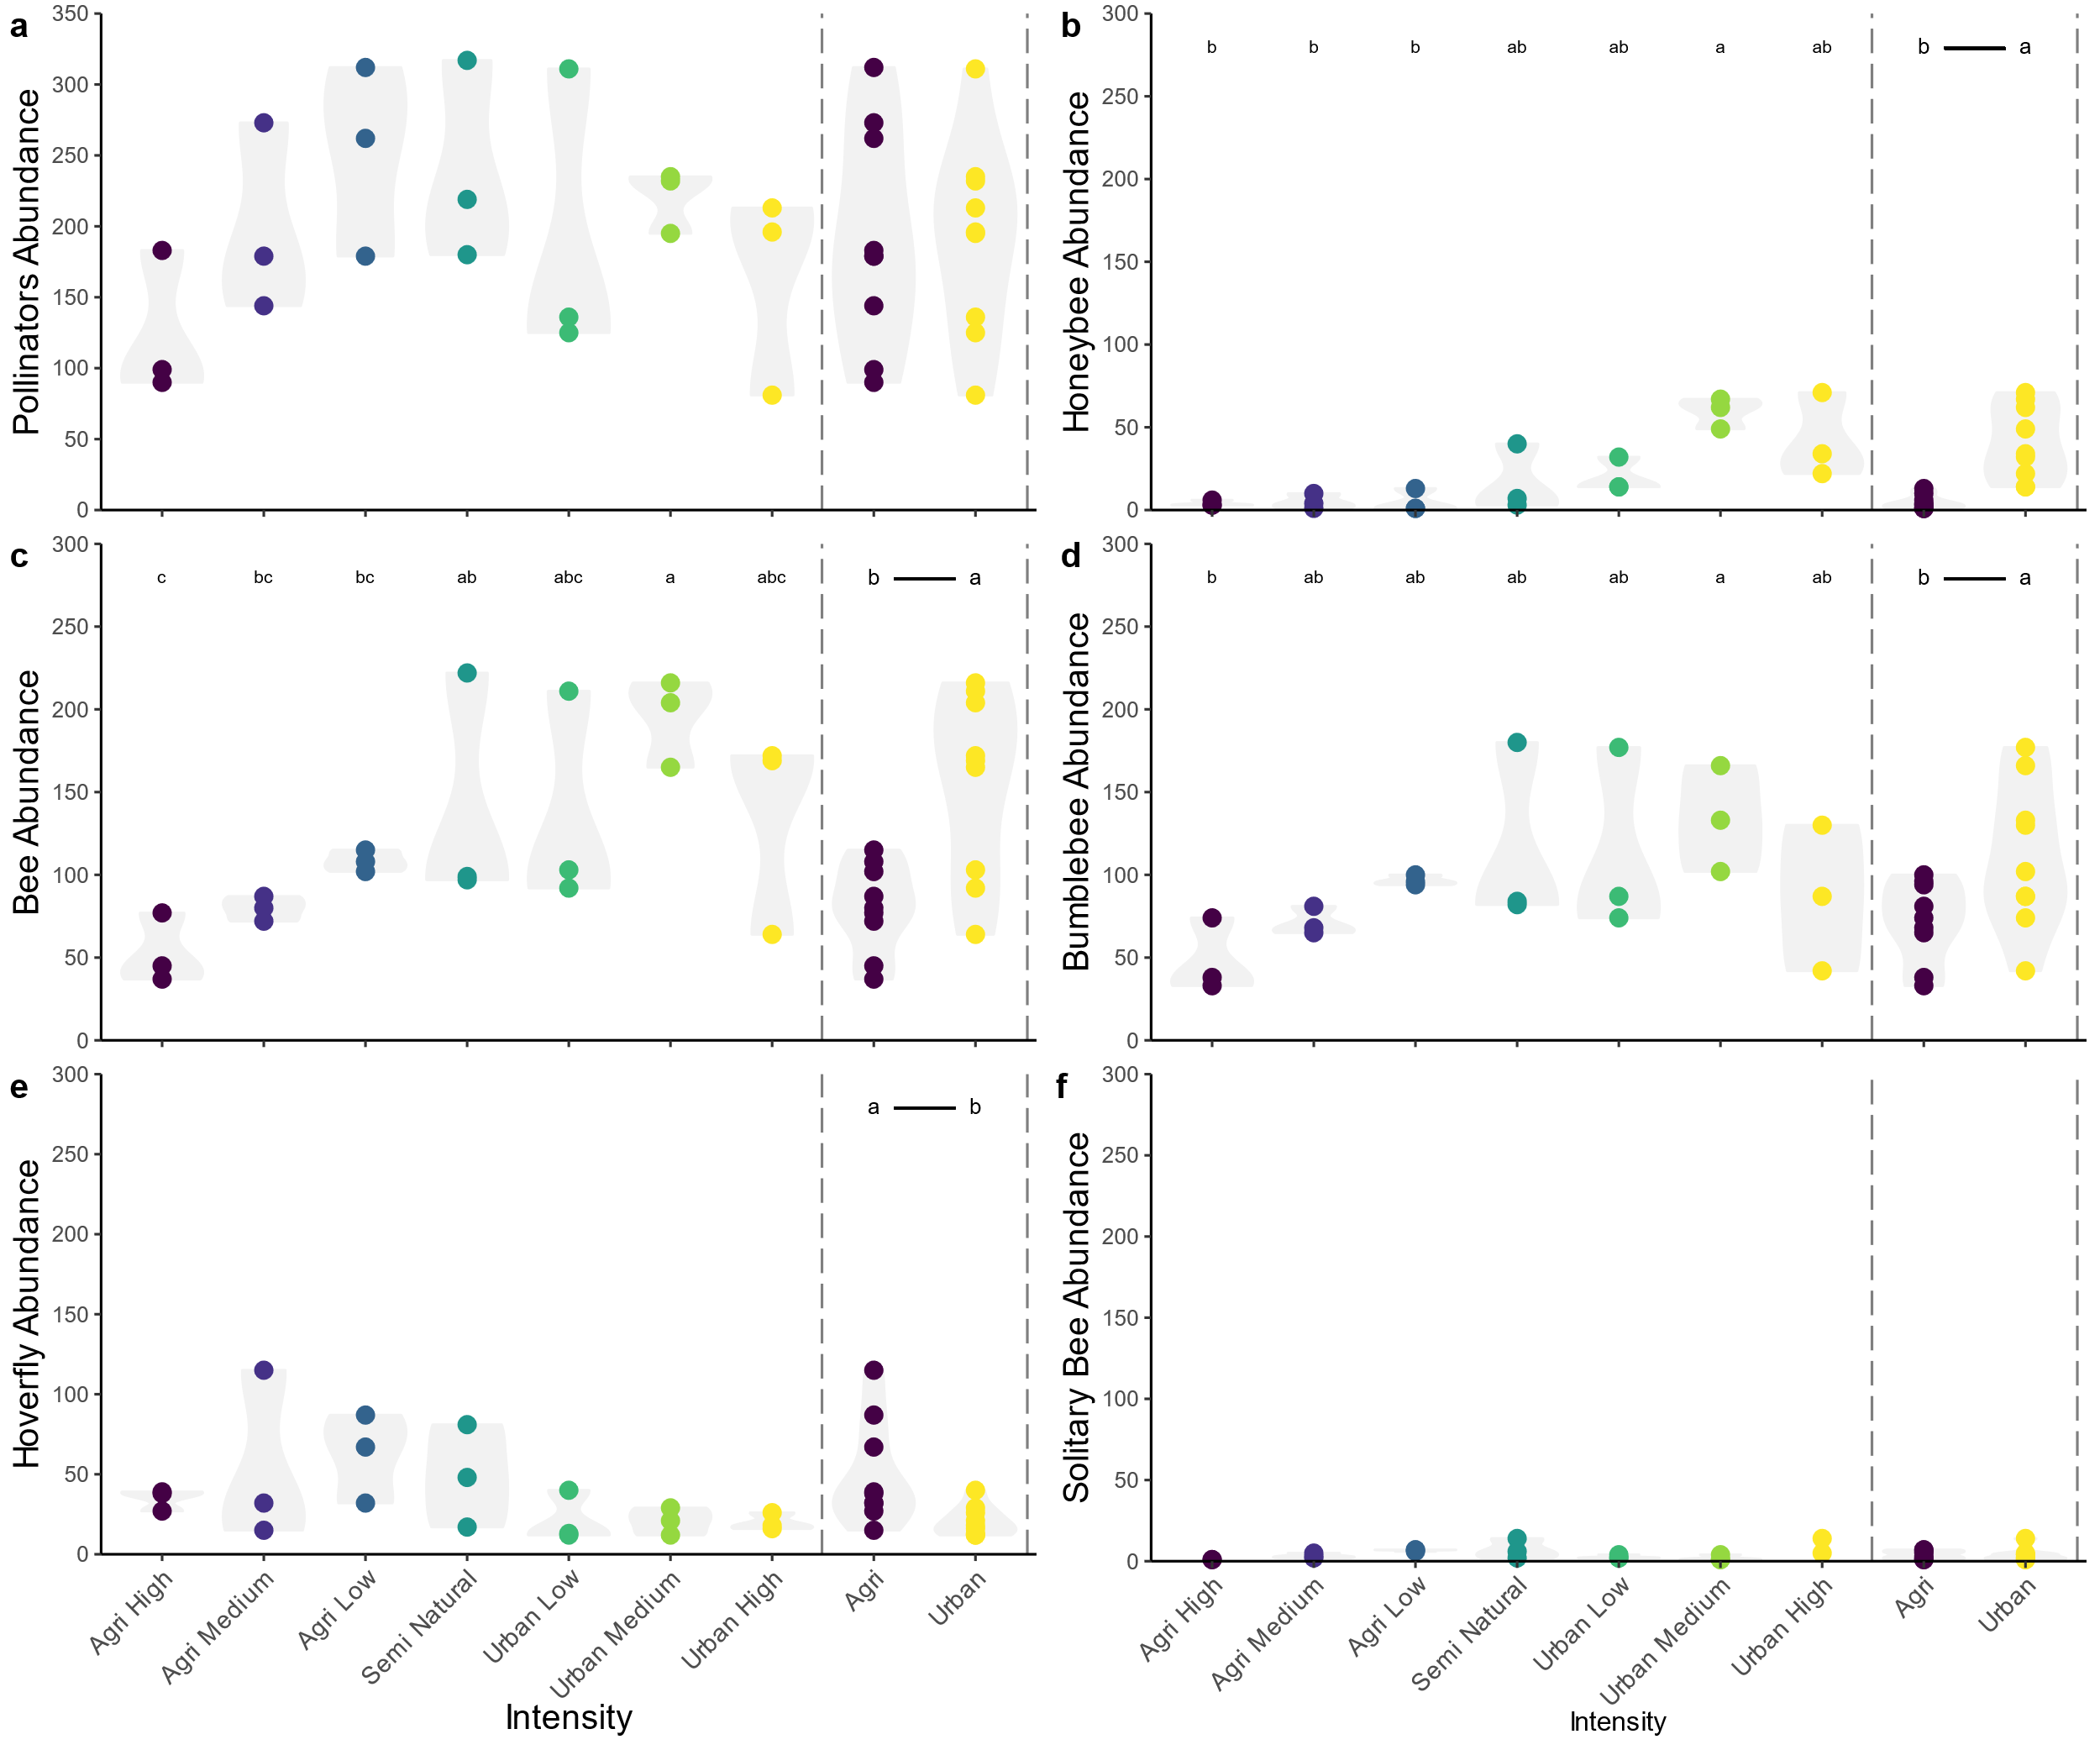 a
Pollinators Abundance
350
300
250
200
150
100
50
0
b
Honeybee Abundance
300
250
200
150
100
50
0
b b b ab ab a ab b a
c
Bee Abundance
300
250
200
150
100
50
0
c bc bc ab abc a abc b a
d
Bumblebee Abundance
300
250
200
150
100
50
0
b ab ab ab ab a ab b a
e
Hoverfly Abundance
300
250
200
150
100
50
0
a b
Agri High
Agri Medium
Agri Low
Semi Natural
Urban Low
Urban Medium
Urban High
Agri
Urban
Intensity
f
Solitary Bee Abundance
300
250
200
150
100
50
0
Agri High
Agri Medium
Agri Low
Semi Natural
Urban Low
Urban Medium
Urban High
Agri
Urban
Intensity